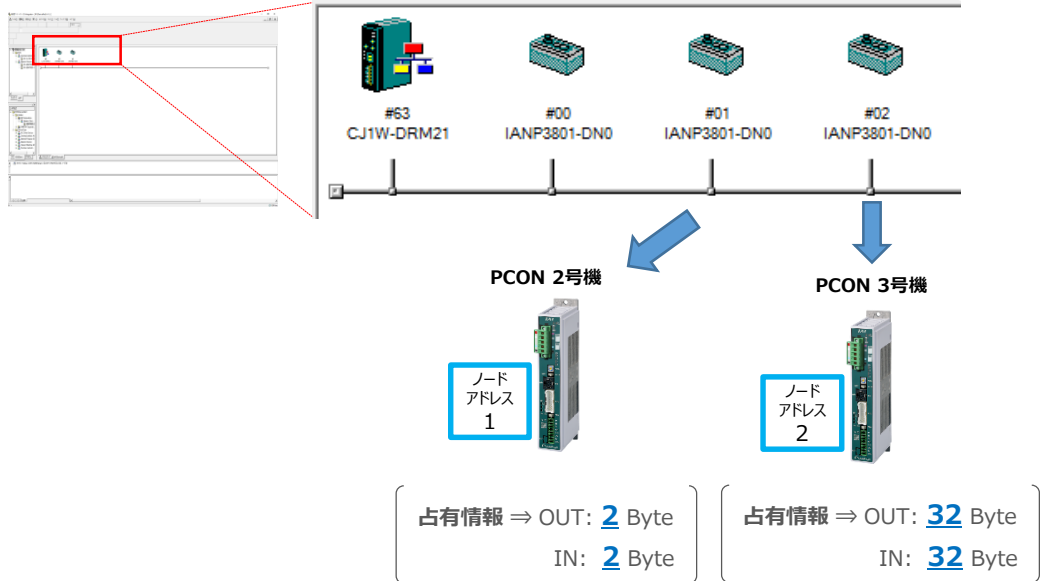 #63
CJ1W-DRM21
#00
IANP3801-DN0
#01
IANP3801-DN0
#02
IANP3801-DN0
PCON 2号機
PCON 3号機
ノード
アドレス
1
ノード
アドレス
2
占有情報 ⇒ OUT: 2 Byte
IN: 2 Byte
占有情報 ⇒ OUT: 32 Byte
IN: 32 Byte